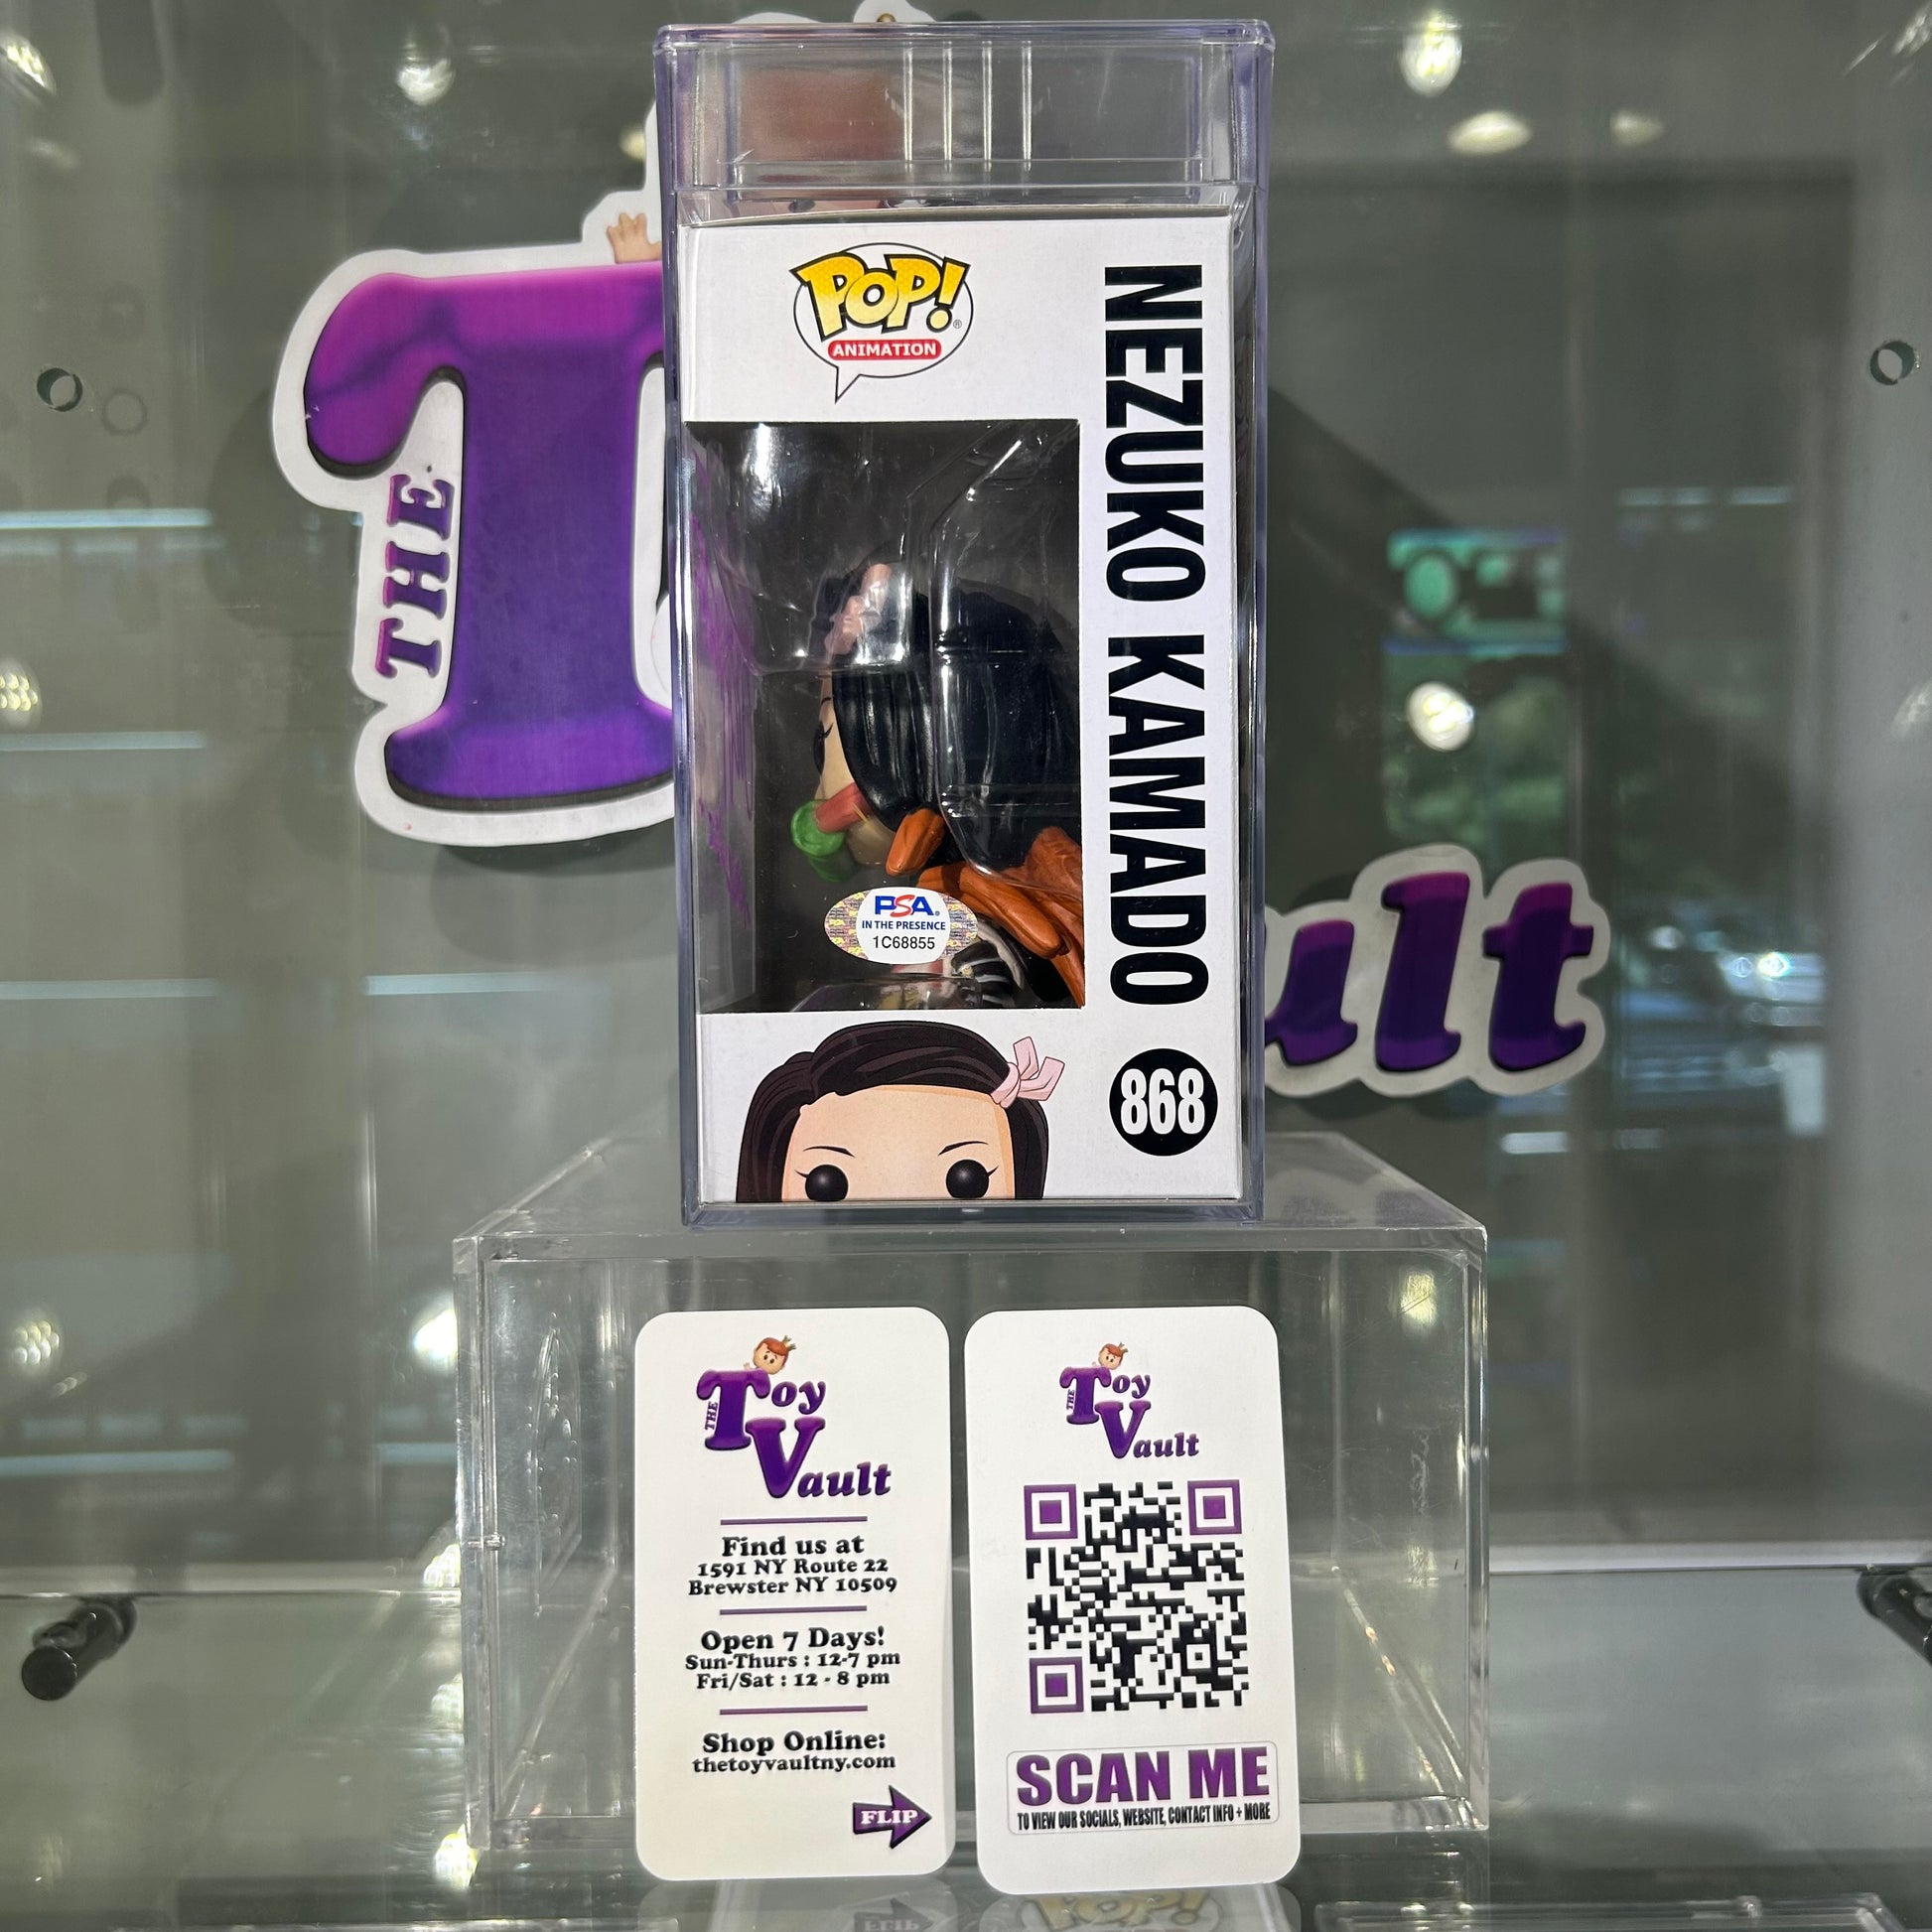 POP!
ANIMATION
NEZUKO KAMADO
868
PSA
IN THE PRESENCE
1C68855
THE
T
ult
THE Toy
Vault
Find us at
1591 NY Route 22
Brewster NY 10509
Open 7 Days!
Sun-Thurs : 12-7 pm
Fri/Sat : 12 - 8 pm
Shop Online:
thetoyvaultny.com
FLIP
THE Toy
Vault
SCAN ME
TO VIEW OUR SOCIALS, WEBSITE, CONTACT INFO + MORE